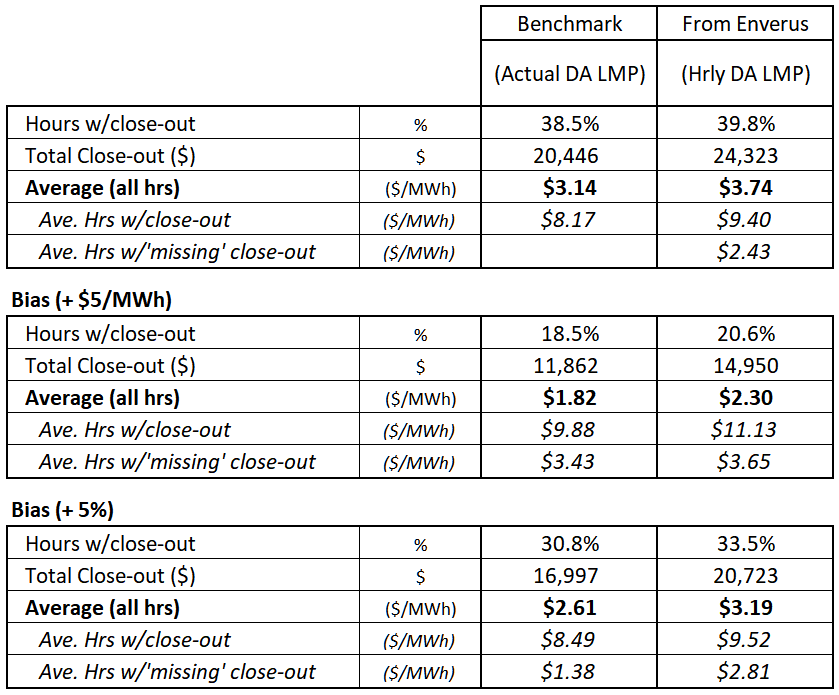 Benchmark From Enverus
(Actual DA LMP) (Hrly DA LMP)
Hours w/close-out % 38.5% 39.8%
Total Close-out ($) $ 20,446 24,323
Average (all hrs) ($/MWh) $3.14 $3.74
Ave. Hrs w/close-out ($/MWh) $8.17 $9.40
Ave. Hrs w/'missing' close-out ($/MWh) $2.43
Bias (+ $5/MWh)
Hours w/close-out % 18.5% 20.6%
Total Close-out ($) $ 11,862 14,950
Average (all hrs) ($/MWh) $1.82 $2.30
Ave. Hrs w/close-out ($/MWh) $9.88 $11.13
Ave. Hrs w/'missing' close-out ($/MWh) $3.43 $3.65
Bias (+ 5%)
Hours w/close-out % 30.8% 33.5%
Total Close-out ($) $ 16,997 20,723
Average (all hrs) ($/MWh) $2.61 $3.19
Ave. Hrs w/close-out ($/MWh) $8.49 $9.52
Ave. Hrs w/'missing' close-out ($/MWh) $1.38 $2.81